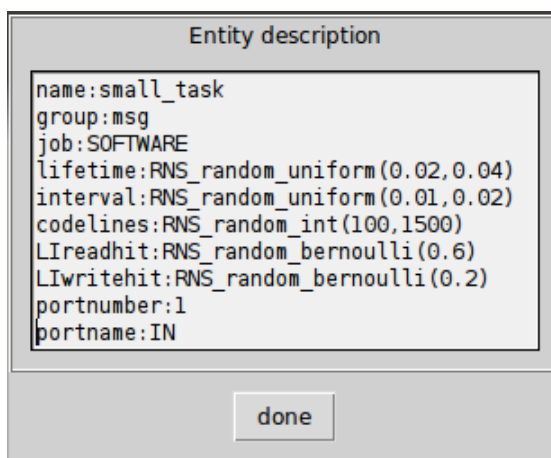 Entity description
name:small_task
group:msg
job:SOFTWARE
lifetime:RNS_random_uniform(0.02,0.04)
interval:RNS_random_uniform(0.01,0.02)
codelines:RNS_random_int(100,1500)
LIreadhit:RNS_random_bernoulli(0.6)
LIwritehit:RNS_random_bernoulli(0.2)
portnumber:1
portname:IN
done